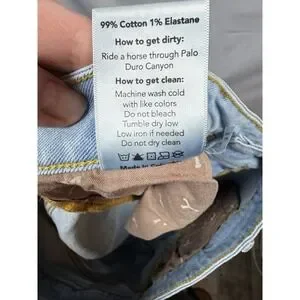 99% Cotton 1% Elastane
How to get dirty:
Ride a horse through Palo
Duro Canyon
How to get clean:
Machine wash cold
with like colors
Do not bleach
Tumble dry low
Low iron if needed
Do not dry clean
Made in